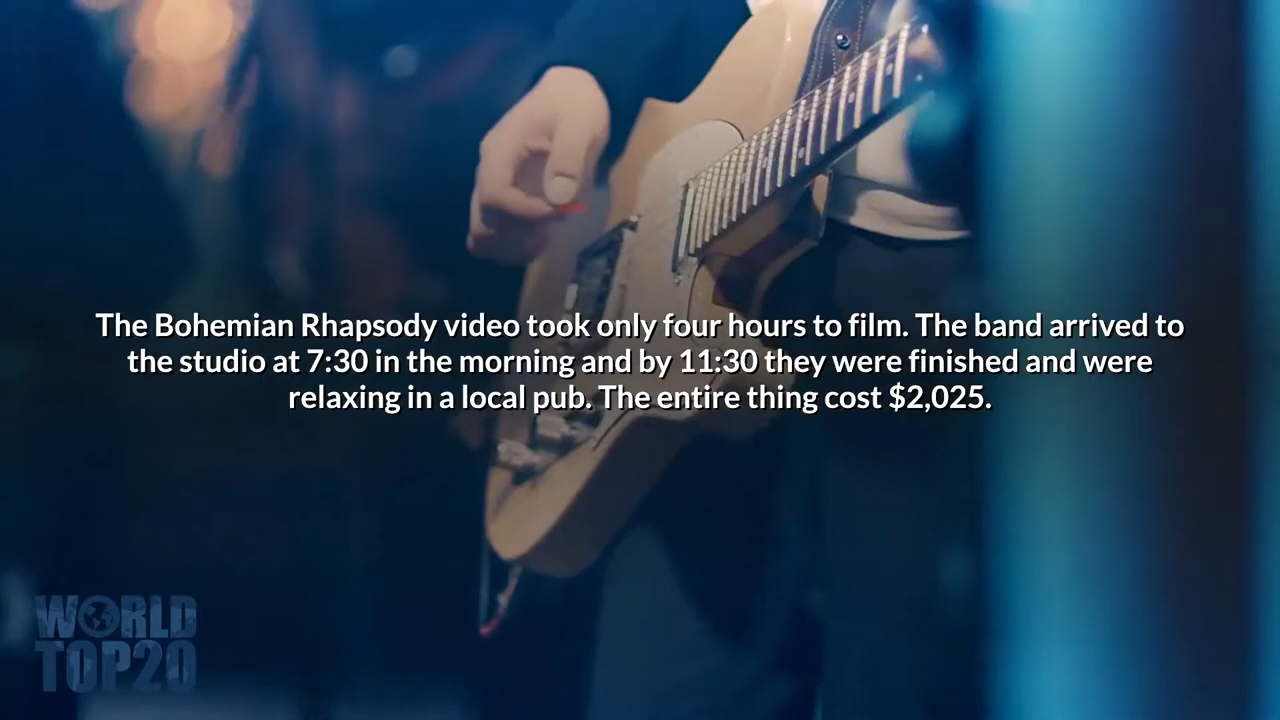 The Bohemian Rhapsody video took only four hours to film. The band arrived to
the studio at 7:30 in the morning and by 11:30 they were finished and were
relaxing in a local pub. The entire thing cost $2,025.
WORLD
TOP20